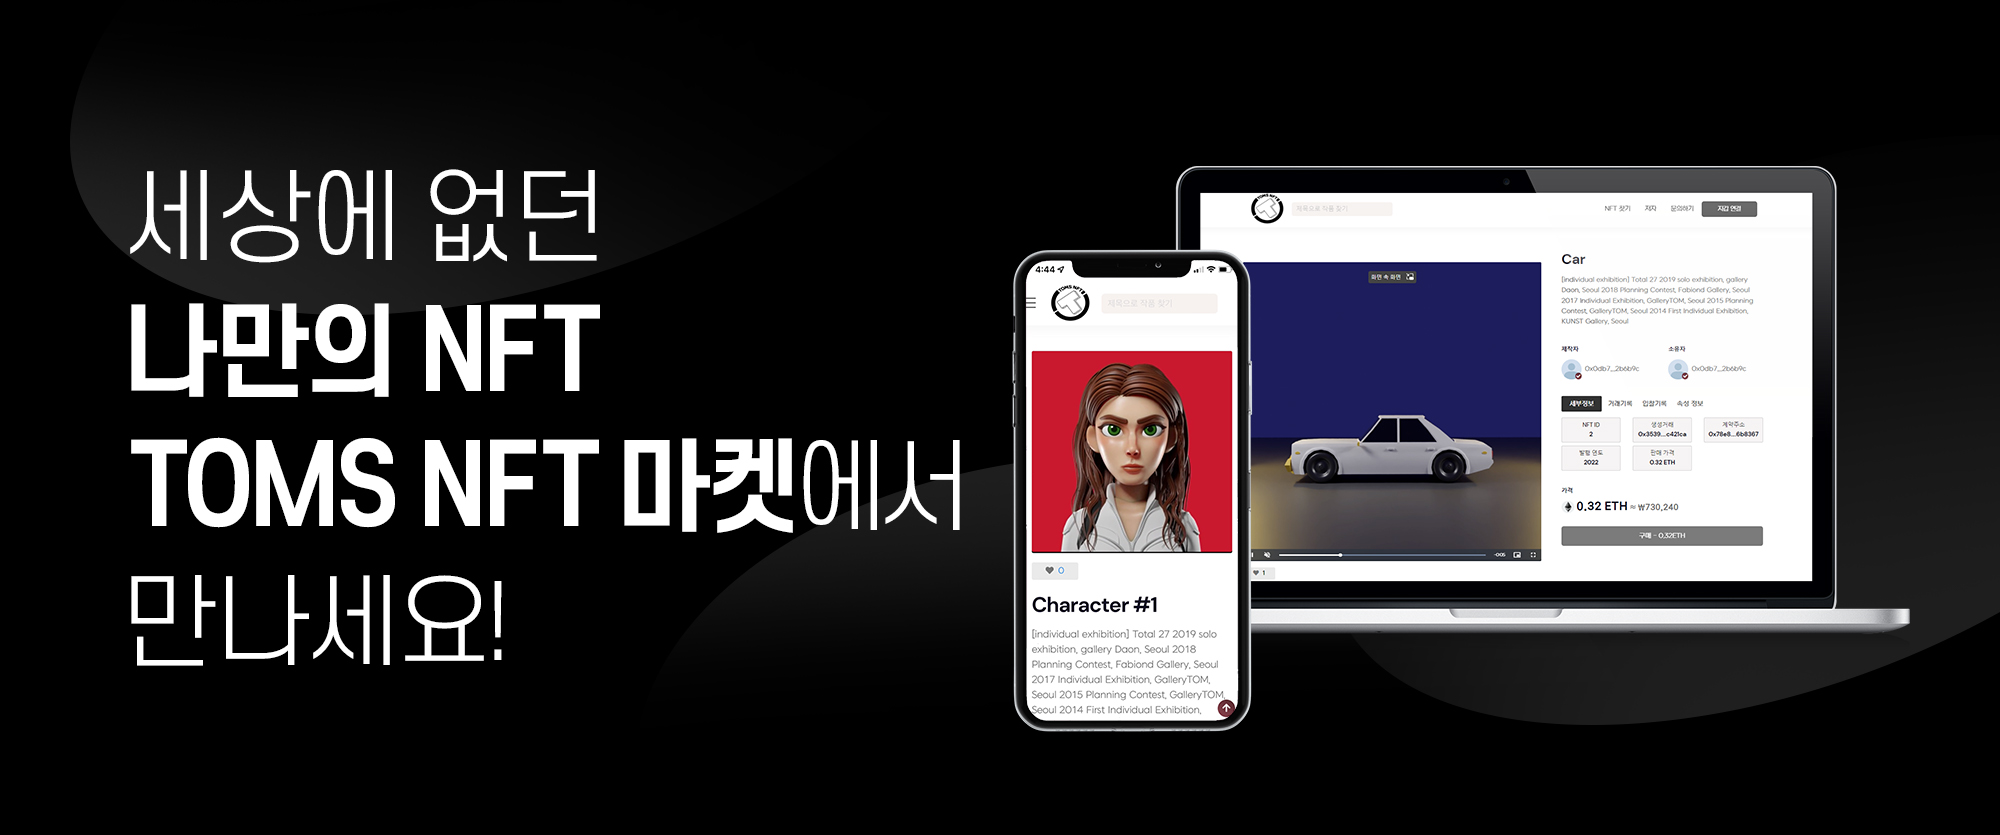 세상에 없던
나만의 NFT
TOMS NFT 마켓에서
만나세요!
4:44
TOMS NFT
제목으로 작품 찾기
0
Character #1
[individual exhibition] Total 27 2019 solo
exhibition, gallery Daon, Seoul 2018
Planning Contest, Fabiond Gallery, Seoul
2017 Individual Exhibition, GalleryTOM,
Seoul 2015 Planning Contest, GalleryTOM,
Seoul 2014 First Individual Exhibition,
TOMS NFT
제목으로 작품 찾기
NFT 찾기 저자 문의하기 지갑 연결
화면 속 화면
-0:05
1
Car
[individual exhibition] Total 27 2019 solo exhibition, gallery
Daon, Seoul 2018 Planning Contest, Fabiond Gallery, Seoul
2017 Individual Exhibition, GalleryTOM, Seoul 2015 Planning
Contest, GalleryTOM, Seoul 2014 First Individual Exhibition,
KUNST Gallery, Seoul
제작자 소유자
0x0db7...2b6b9c 0x0db7...2b6b9c
세부정보 거래기록 입찰기록 속성 정보
NFT ID 생성거래 계약주소
2 0x3539...c421ca 0x78e8...6b8367
발행 연도 판매 가격
2022 0.32 ETH
가격
0.32 ETH ≈ ₩730,240
구매 - 0.32ETH